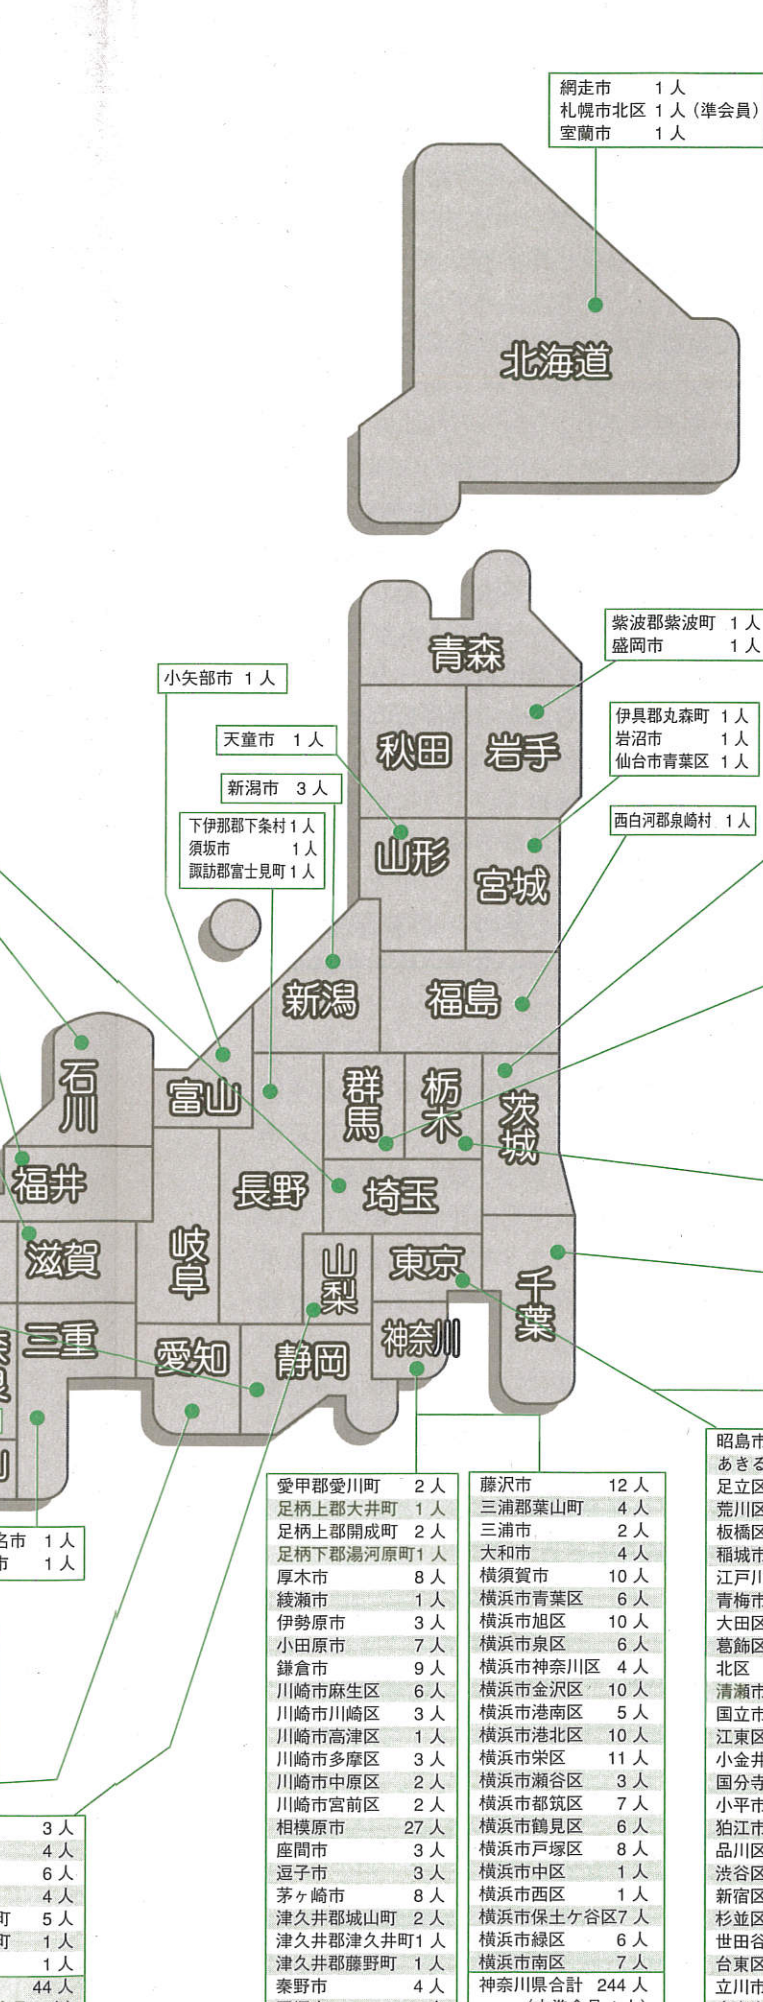 網走市 1人
札幌市北区 1人（準会員）
室蘭市 1人
北海道
紫波郡紫波町 1人
盛岡市 1人
青森
小矢部市 1人
伊具郡丸森町 1人
岩沼市 1人
仙台市青葉区 1人
天童市 1人
秋田
岩手
新潟市 3人
下伊那郡下条村1人
須坂市 1人
諏訪郡富士見町1人
西白河郡泉崎村 1人
山形
宮城
新潟
福島
石川
富山
群馬
栃木
茨城
福井
長野
埼玉
滋賀
岐阜
山梨
東京
千葉
三重
愛知
静岡
神奈川
名市 1人
市 1人
愛甲郡愛川町 2人
足柄上郡大井町 1人
足柄上郡開成町 2人
足柄下郡湯河原町1人
厚木市 8人
綾瀬市 1人
伊勢原市 3人
小田原市 7人
鎌倉市 9人
川崎市麻生区 6人
川崎市川崎区 3人
川崎市高津区 1人
川崎市多摩区 3人
川崎市中原区 2人
川崎市宮前区 2人
相模原市 27人
座間市 3人
逗子市 3人
茅ヶ崎市 8人
津久井郡城山町 2人
津久井郡津久井町1人
津久井郡藤野町 1人
秦野市 4人
藤沢市 12人
三浦郡葉山町 4人
三浦市 2人
大和市 4人
横須賀市 10人
横浜市青葉区 6人
横浜市旭区 10人
横浜市泉区 6人
横浜市神奈川区 4人
横浜市金沢区 10人
横浜市港南区 5人
横浜市港北区 10人
横浜市栄区 11人
横浜市瀬谷区 3人
横浜市都筑区 7人
横浜市鶴見区 6人
横浜市戸塚区 8人
横浜市中区 1人
横浜市西区 1人
横浜市保土ケ谷区7人
横浜市緑区 6人
横浜市南区 7人
神奈川県合計 244人
昭島市
あきる
足立区
荒川区
板橋区
稲城市
江戸川
青梅市
大田区
葛飾区
北区
清瀬市
国立市
江東区
小金井
国分寺
小平市
狛江市
品川区
渋谷区
新宿区
杉並区
世田谷
台東区
立川市
3人
4人
6人
4人
町 5人
町 1人
1人
44人